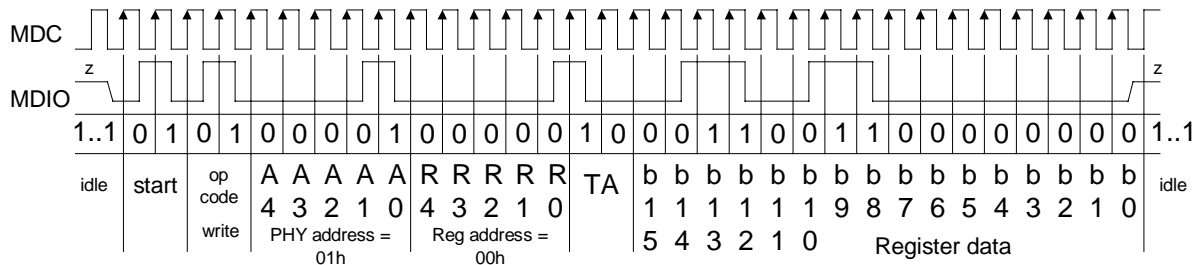 MDC
z z
MDIO
1..1 0 1 0 1 0 0 0 0 1 0 0 0 0 0 1 0 0 0 1 1 0 0 1 1 0 0 0 0 0 0 0 0 1..1
idle start op code write A A A A A R R R R R TA b b b b b b b b b b b b b b b b idle
4 3 2 1 0 4 3 2 1 0 1 1 1 1 1 1 9 8 7 6 5 4 3 2 1 0
5 4 3 2 1 0
PHY address = 01h
Reg address = 00h
Register data